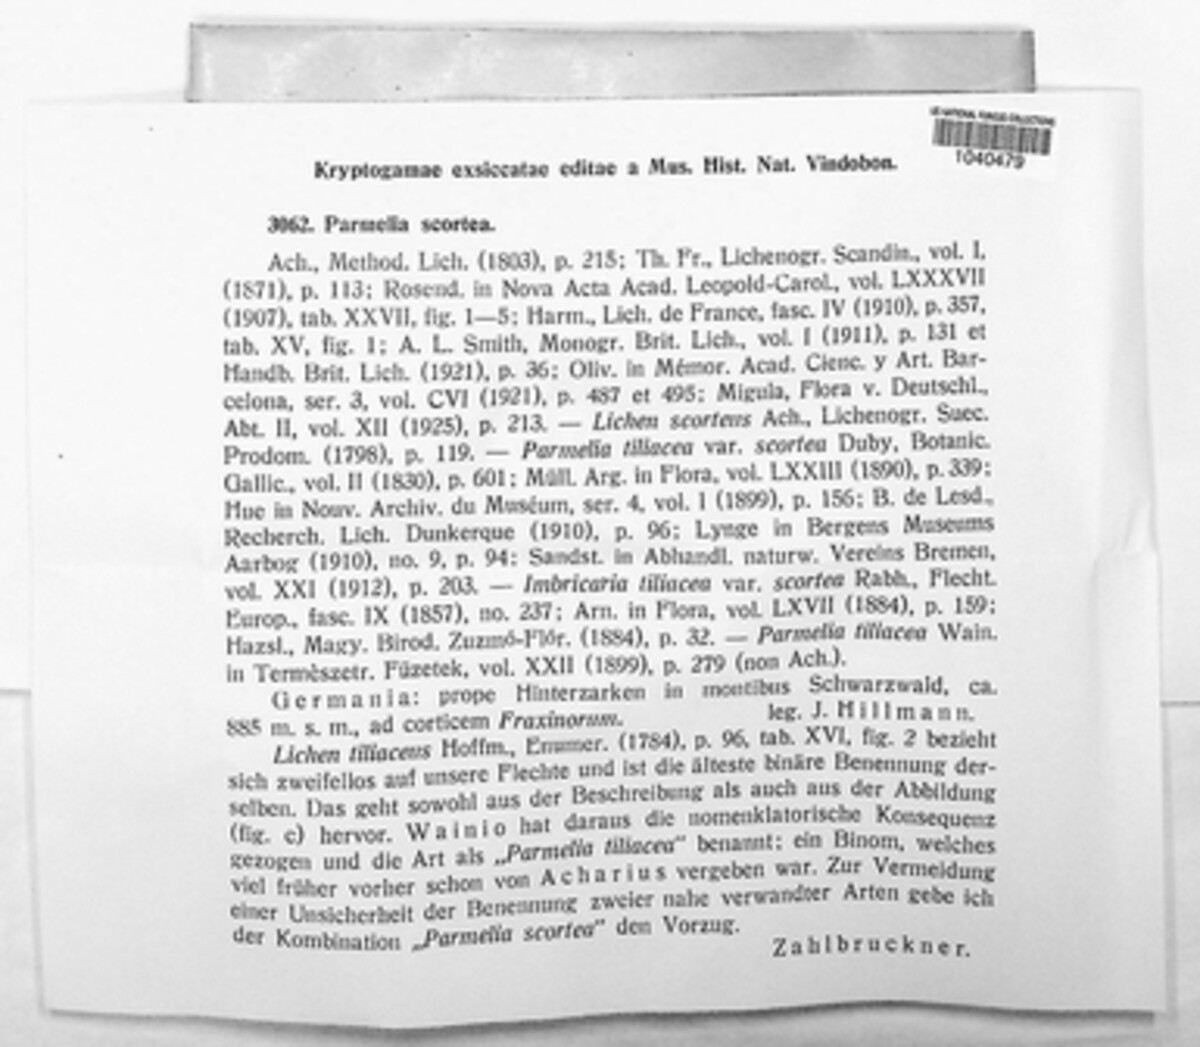 US NATIONAL FUNGUS COLLECTIONS
1040479
Kryptogamae exsiccatae editae a Mus. Hist. Nat. Vindobon.
3062. Parmelia scortea.
Ach., Method. Lich. (1803), p. 215; Th. Fr., Lichenogr. Scandin., vol. I,
(1871), p. 113; Rosend. in Nova Acta Acad. Leopold-Carol., vol. LXXXVII
(1907), tab. XXVII, fig. 1—5; Harm., Lich. de France, fasc. IV (1910), p. 357,
tab. XV, fig. 1; A. L. Smith, Monogr. Brit. Lich., vol. I (1911), p. 131 et
Handb. Brit. Lich. (1921), p. 36; Oliv. in Mémor. Acad. Cienc. y Art. Bar-
celona, ser. 3, vol. CVI (1921), p. 487 et 495; Migula, Flora v. Deutschl.,
Abt. II, vol. XII (1925), p. 213. — Lichen scorteus Ach., Lichenogr. Suec.
Prodom. (1798), p. 119. — Parmelia tiliacea var. scortea Duby, Botanic.
Gallic., vol. II (1830), p. 601; Müll. Arg. in Flora, vol. LXXIII (1890), p. 339;
Hue in Nouv. Archiv. du Muséum, ser. 4, vol. I (1899), p. 156; B. de Lesd.,
Recherch. Lich. Dunkerque (1910), p. 96; Lynge in Bergens Museums
Aarbog (1910), no. 9, p. 94; Sandst. in Abhandl. naturw. Vereins Bremen,
vol. XXI (1912), p. 203. — Imbricaria tiliacea var. scortea Rabh., Flecht.
Europ., fasc. IX (1857), no. 237; Arn. in Flora, vol. LXVII (1884), p. 159;
Hazsl., Magy. Birod. Zuzmó-Flór. (1884), p. 32. — Parmelia tiliacea Wain.
in Termèszetr. Füzetek, vol. XXII (1899), p. 279 (non Ach.).
Germania: prope Hinterzarken in montibus Schwarzwald, ca.
885 m. s. m., ad corticem Fraxinorum. leg. J. Hillmann.
Lichen tiliaceus Hoffm., Enumer. (1784), p. 96, tab. XVI, fig. 2 bezieht
sich zweifellos auf unsere Flechte und ist die älteste binäre Benennung der-
selben. Das geht sowohl aus der Beschreibung als auch aus der Abbildung
(fig. c) hervor. Wainio hat daraus die nomenklatorische Konsequenz
gezogen und die Art als „Parmelia tiliacea“ benannt; ein Binom, welches
viel früher vorher schon von Acharius vergeben war. Zur Vermeidung
einer Unsicherheit der Benennung zweier nahe verwandter Arten gebe ich
der Kombination „Parmelia scortea“ den Vorzug.
Zahlbruckner.